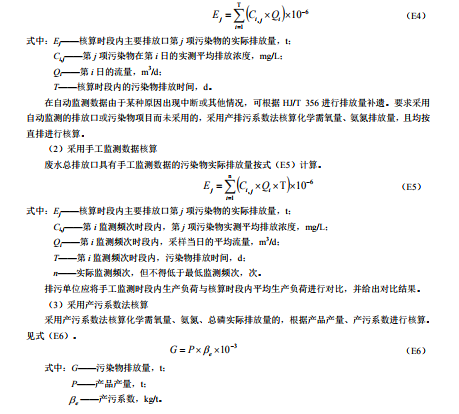 E_j = \sum_{i=1}^{T} (C_{i,j} × Q_i) × 10^{-6} (E4)
式中：E_j——核算时段内主要排放口第 j 项污染物的实际排放量，t；
C_{i,j}——第 j 项污染物在第 i 日的实测平均排放浓度，mg/L；
Q_i——第 i 日的流量，m³/d；
T——核算时段内的污染物排放时间，d。
在自动监测数据由于某种原因出现中断或其他情况，可根据 HJ/T 356 进行排放量补遗。要求采用
自动监测的排放口或污染物项目而未采用的，采用产排污系数法核算化学需氧量、氨氮排放量，且均按
直排进行核算。
（2）采用手工监测数据核算
废水总排放口具有手工监测数据的污染物实际排放量按式（E5）计算。
E_j = \sum_{i=1}^{n} (C_{i,j} × Q_i × T) × 10^{-6} (E5)
式中：E_j——核算时段内主要排放口第 j 项污染物的实际排放量，t；
C_{i,j}——第 i 监测频次时段内，第 j 项污染物实测平均排放浓度，mg/L；
Q_i——第 i 监测频次时段内，采样当日的平均流量，m³/d；
T——第 i 监测频次时段内，污染物排放时间，d；
n——实际监测频次，但不得低于最低监测频次，次。
排污单位应将手工监测时段内生产负荷与核算时段内平均生产负荷进行对比，并给出对比结果。
（3）采用产污系数法核算
采用产污系数法核算化学需氧量、氨氮、总磷实际排放量的，根据产品产量、产污系数进行核算。
见式（E6）。
G = P × β_e × 10^{-3} (E6)
式中：G——污染物排放量，t；
P——产品产量，t；
β_e——产污系数，kg/t。